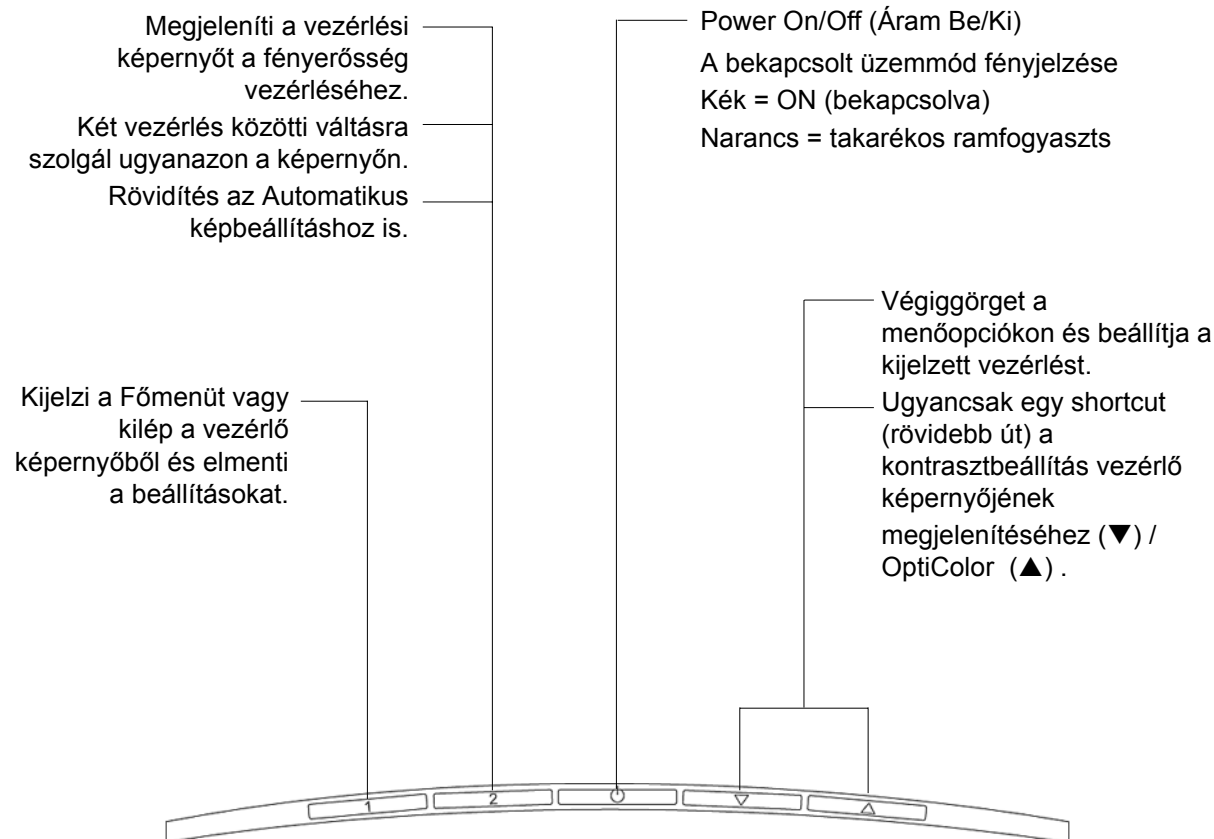 Megjeleníti a vezérlési
képernyőt a fényerősség
vezérléséhez.
Két vezérlés közötti váltásra
szolgál ugyanazon a képernyőn.
Rövidítés az Automatikus
képbeállításhoz is.
Kijelzi a Főmenüt vagy
kilép a vezérlő
képernyőből és elmenti
a beállításokat.
Power On/Off (Áram Be/Ki)
A bekapcsolt üzemmód fényjelzése
Kék = ON (bekapcsolva)
Narancs = takarékos ramfogyaszts
Végiggörget a
menőopciókon és beállítja a
kijelzett vezérlést.
Ugyancsak egy shortcut
(rövidebb út) a
kontrasztbeállítás vezérlő
képernyőjének
megjelenítéséhez (▼) /
OptiColor (▲) .
1 2